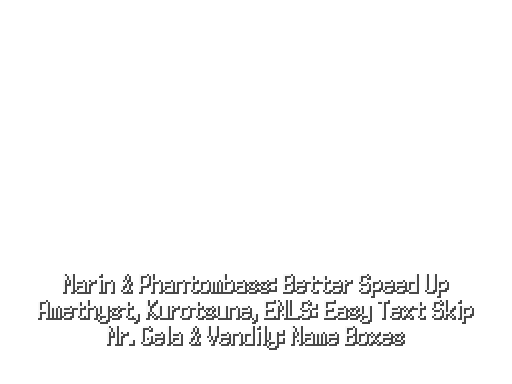 Marin & Phantombass: Better Speed Up
Amethyst, Kurotsune, ENLS: Easy Text Skip
Mr. Gela & Vendily: Name Boxes